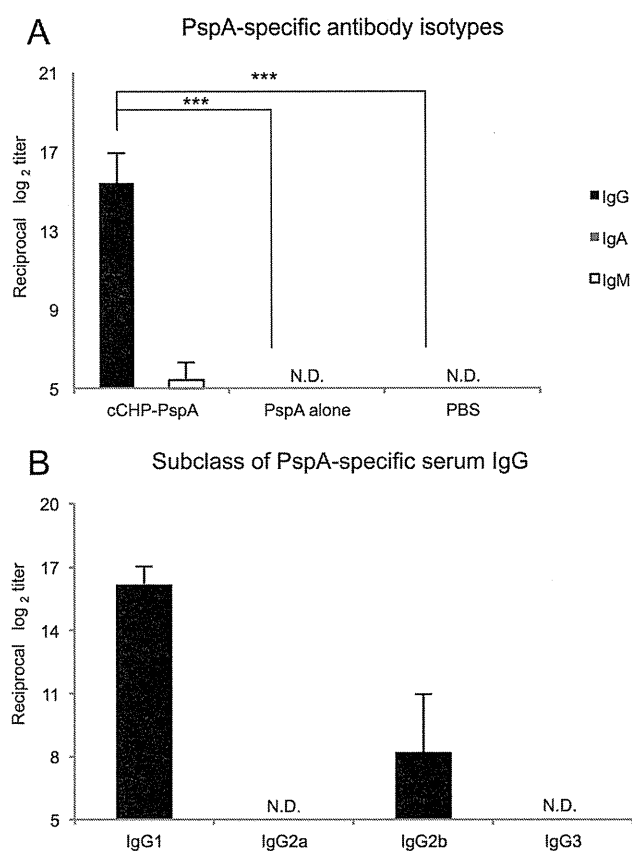 A
PspA-specific antibody isotypes
Reciprocal log2 titer
21
17
13
9
5
***
***
N.D.
N.D.
cCHP-PspA
PspA alone
PBS
IgG
IgA
IgM
B
Subclass of PspA-specific serum IgG
Reciprocal log2 titer
20
17
14
11
8
5
N.D.
N.D.
IgG1
IgG2a
IgG2b
IgG3